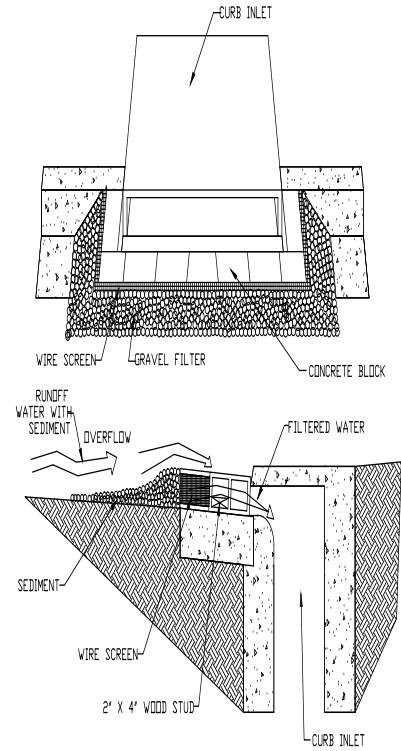 CURB INLET
WIRE SCREEN
GRAVEL FILTER
CONCRETE BLOCK
RUNOFF
WATER WITH
SEDIMENT
OVERFLOW
FILTERED WATER
SEDIMENT
WIRE SCREEN
2" X 4" WOOD STUD
CURB INLET